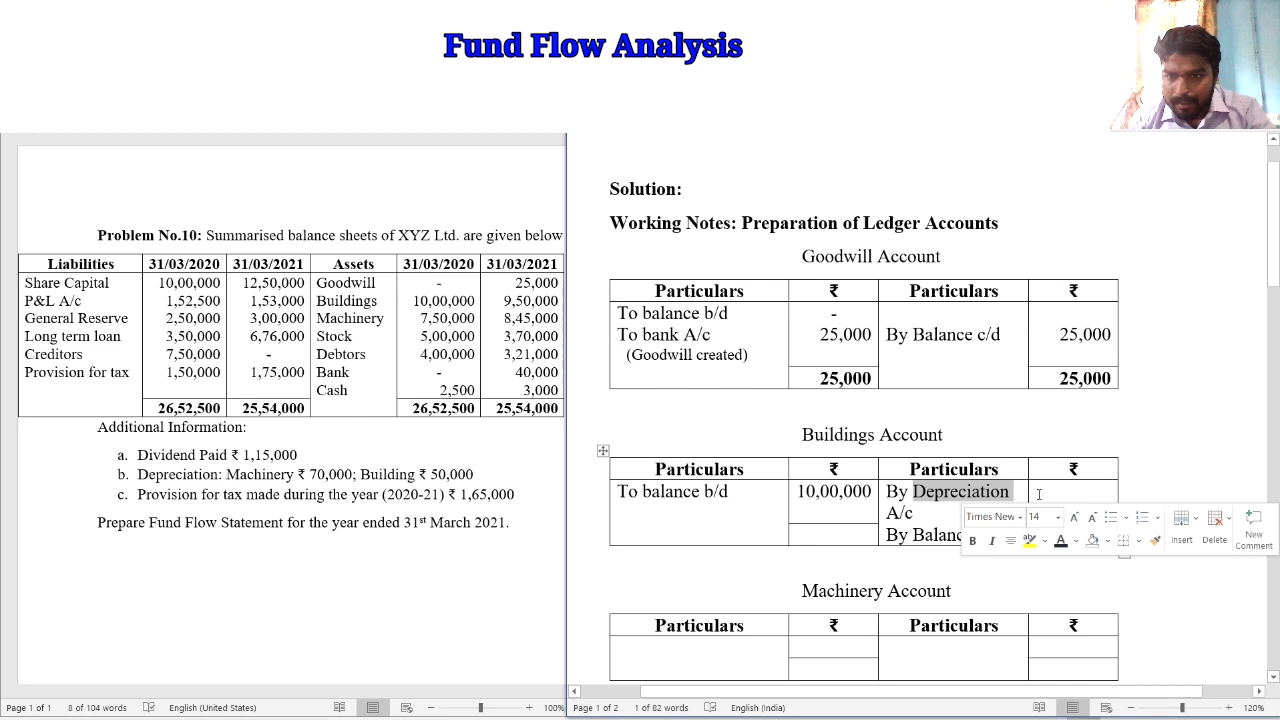 Fund Flow Analysis
Problem No.10: Summarised balance sheets of XYZ Ltd. are given below
Liabilities 31/03/2020 31/03/2021 Assets 31/03/2020 31/03/2021
Share Capital 10,00,000 12,50,000 Goodwill - 25,000
P&L A/c 1,52,500 1,53,000 Buildings 10,00,000 9,50,000
General Reserve 2,50,000 3,00,000 Machinery 7,50,000 8,45,000
Long term loan 3,50,000 6,76,000 Stock 5,00,000 3,70,000
Creditors 7,50,000 - Debtors 4,00,000 3,21,000
Provision for tax 1,50,000 1,75,000 Bank - 40,000
Cash 2,500 3,000
26,52,500 25,54,000 26,52,500 25,54,000
Additional Information:
a. Dividend Paid ₹ 1,15,000
b. Depreciation: Machinery ₹ 70,000; Building ₹ 50,000
c. Provision for tax made during the year (2020-21) ₹ 1,65,000
Prepare Fund Flow Statement for the year ended 31st March 2021.
Page 1 of 1 8 of 104 words English (United States) 100%
Solution:
Working Notes: Preparation of Ledger Accounts
Goodwill Account
Particulars ₹ Particulars ₹
To balance b/d -
To bank A/c 25,000 By Balance c/d 25,000
(Goodwill created)
25,000 25,000
Buildings Account
Particulars ₹ Particulars ₹
To balance b/d 10,00,000 By Depreciation
A/c
By Balanc
Times New 14
B I Insert Delete New
Comment
Machinery Account
Particulars ₹ Particulars ₹
Page 1 of 2 1 of 82 words English (India) 120%